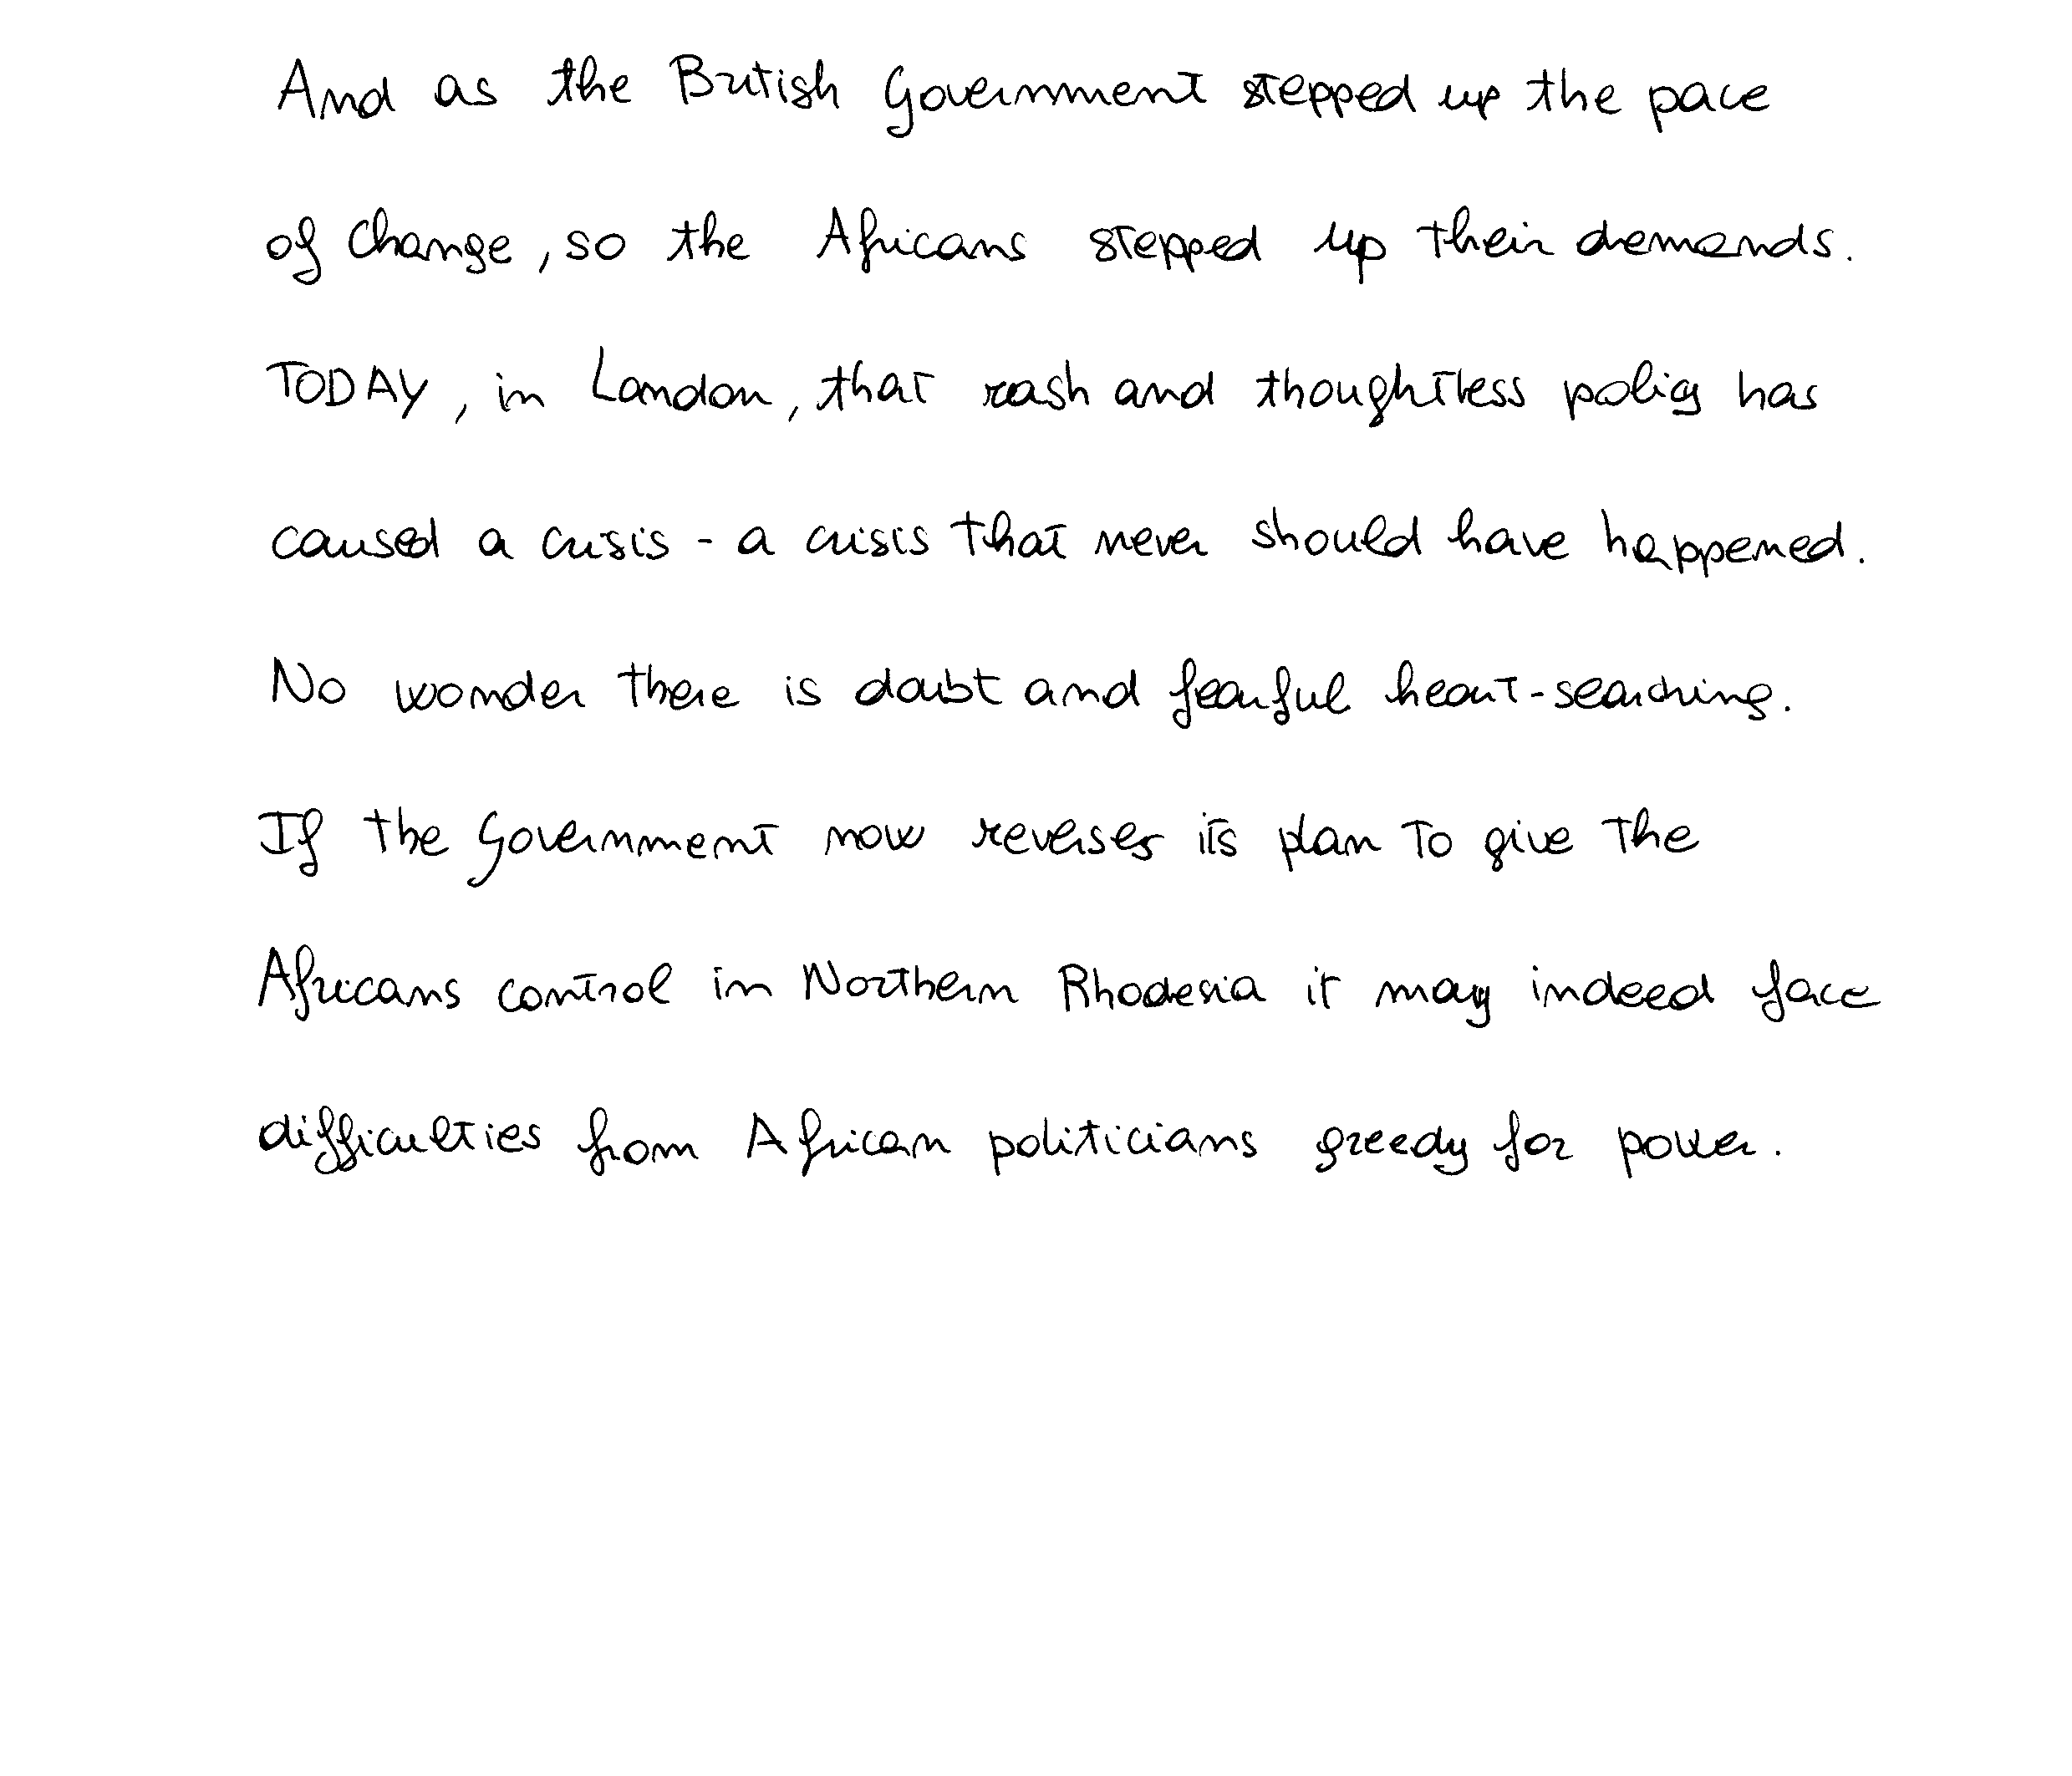 And as the British Government stepped up the pace
of change, so the Africans stepped up their demands.
TODAY, in London, that rash and thoughtless policy has
caused a crisis - a crisis that never should have happened.
No wonder there is doubt and fearful heart-searching.
If the Government now reverses its plan to give the
Africans control in Northern Rhodesia it may indeed face
difficulties from African politicians greedy for power.